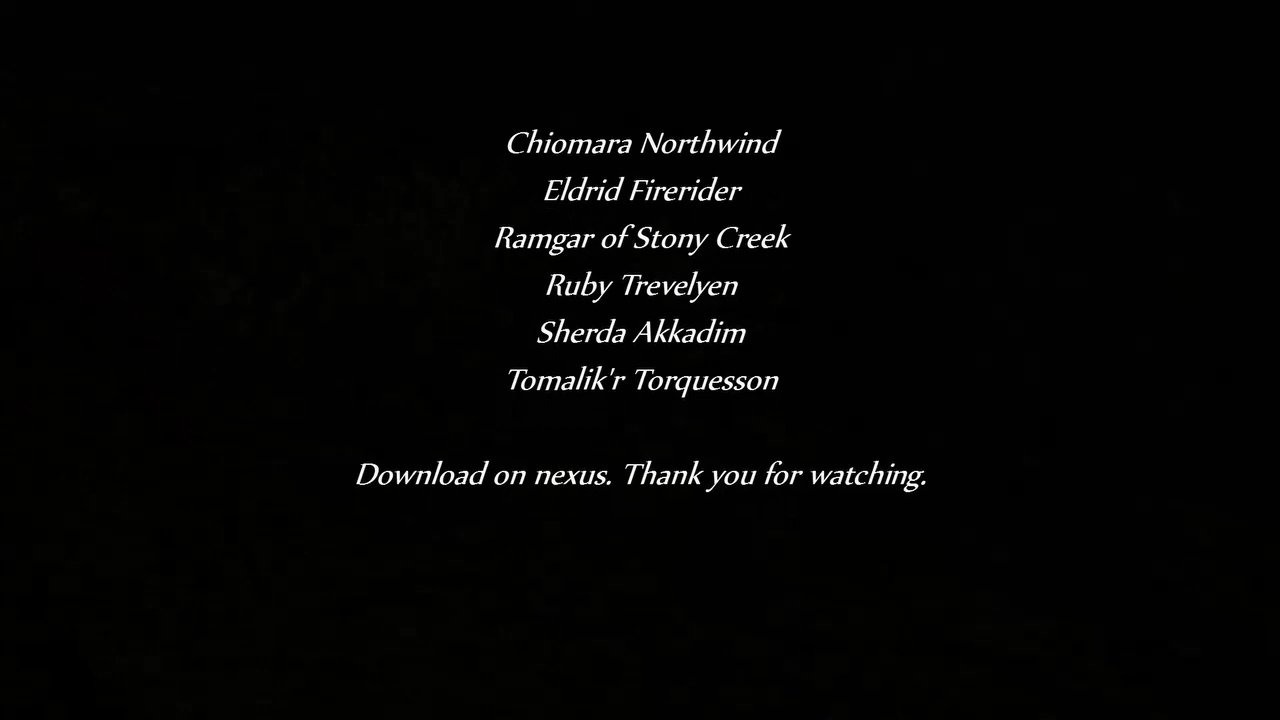 Chiomara Northwind
Eldrid Firerider
Ramgar of Stony Creek
Ruby Trevelyen
Sherda Akkadim
Tomalik'r Torquesson
Download on nexus. Thank you for watching.